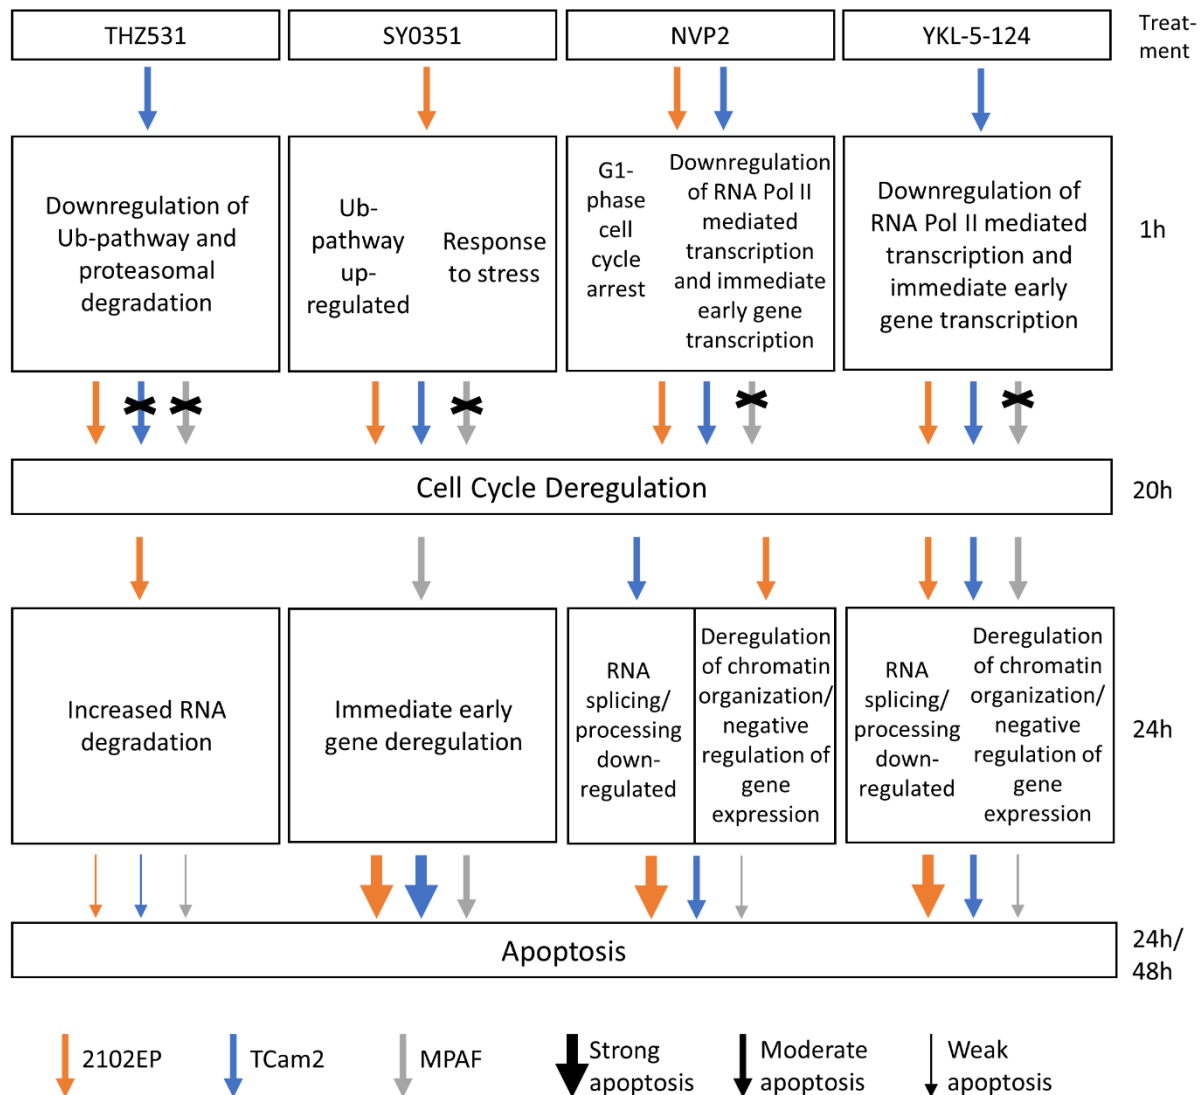 THZ531
SY0351
NVP2
YKL-5-124
Treat-
ment
Downregulation of
Ub-pathway and
proteasomal
degradation
Ub-
pathway
up-
regulated
Response
to stress
G1-
phase
cell
cycle
arrest
Downregulation
of RNA Pol II
mediated
transcription
and immediate
early gene
transcription
Downregulation of
RNA Pol II mediated
transcription and
immediate early
gene transcription
1h
Cell Cycle Deregulation
20h
Increased RNA
degradation
Immediate early
gene deregulation
RNA
splicing/
processing
down-
regulated
Deregulation
of chromatin
organization/
negative
regulation of
gene
expression
RNA
splicing/
processing
down-
regulated
Deregulation
of chromatin
organization/
negative
regulation of
gene
expression
24h
Apoptosis
24h/
48h
2102EP
TCam2
MPAF
Strong
apoptosis
Moderate
apoptosis
Weak
apoptosis